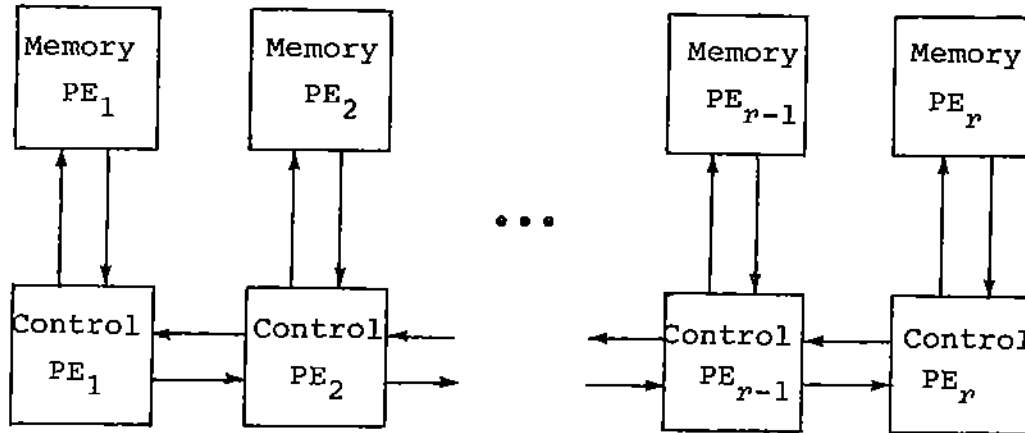 Memory
PE1
Memory
PE2
Memory
PEr-1
Memory
PEr
...
Control
PE1
Control
PE2
Control
PEr-1
Control
PEr